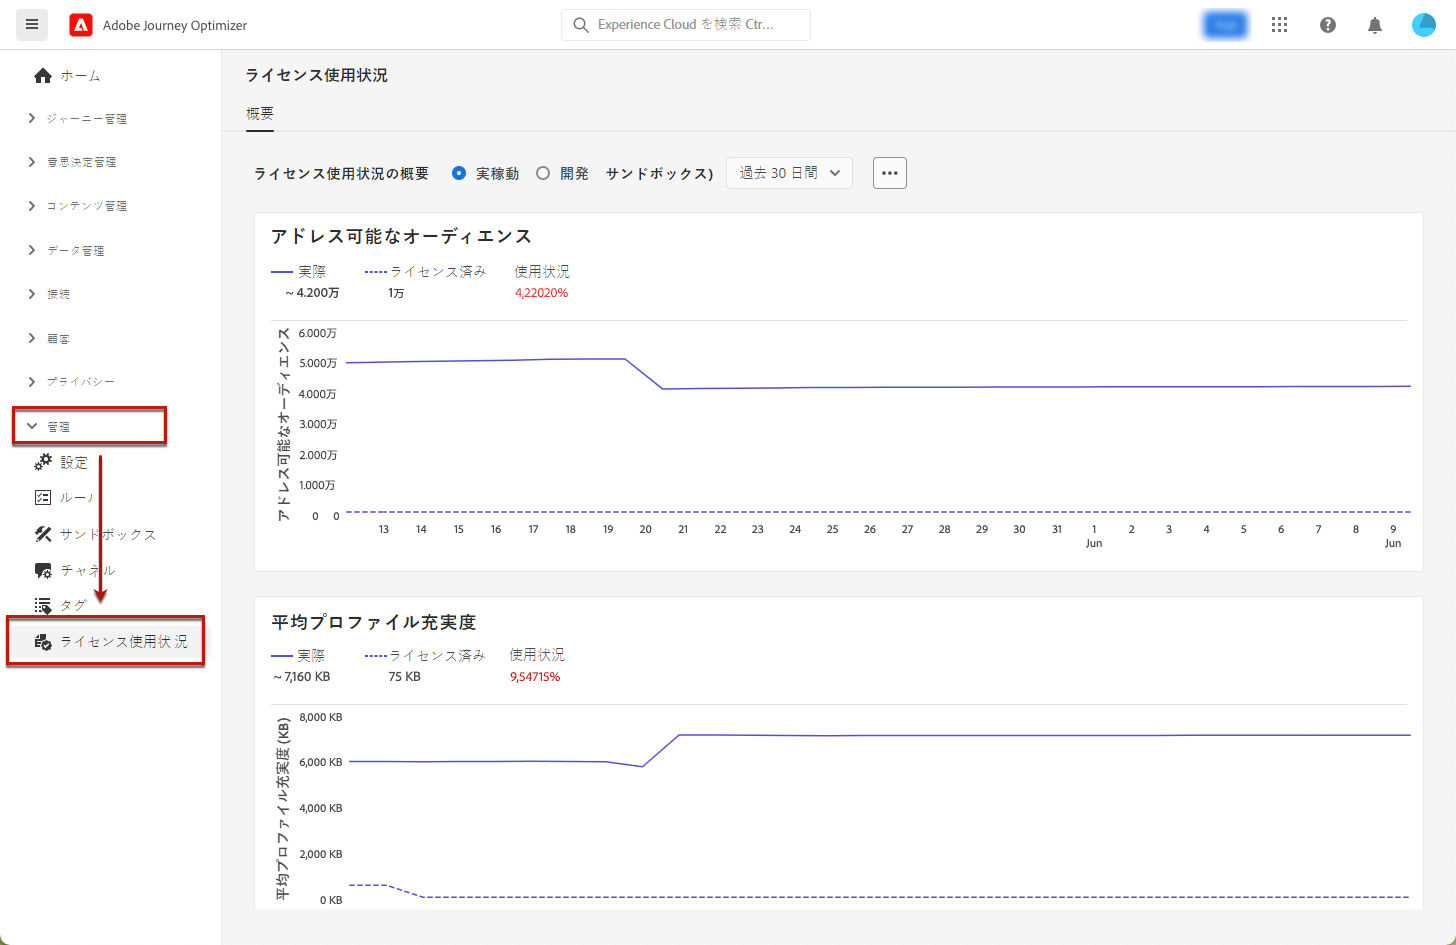 Adobe Journey Optimizer
Experience Cloud を検索 Ctr...
ホーム
ジャーニー管理
意思決定管理
コンテンツ管理
データ管理
接続
顧客
プライバシー
管理
設定
ルール
サンドボックス
チャネル
タグ
ライセンス使用状 況
ライセンス使用状況
概要
ライセンス使用状況の概要 実稼動 開発 サンドボックス) 過去 30 日間
アドレス可能なオーディエンス
実際 ライセンス済み 使用状況
~ 4.200万 1万 4,22020%
アドレス可能なオーディエンス
6.000万
5.000万
4.000万
3.000万
2.000万
1.000万
0 0
13 14 15 16 17 18 19 20 21 22 23 24 25 26 27 28 29 30 31 1 2 3 4 5 6 7 8 9
Jun Jun
平均プロファイル充実度
実際 ライセンス済み 使用状況
~ 7,160 KB 75 KB 9,54715%
平均プロファイル充実度 (KB)
8,000 KB
6,000 KB
4,000 KB
2,000 KB
0 KB